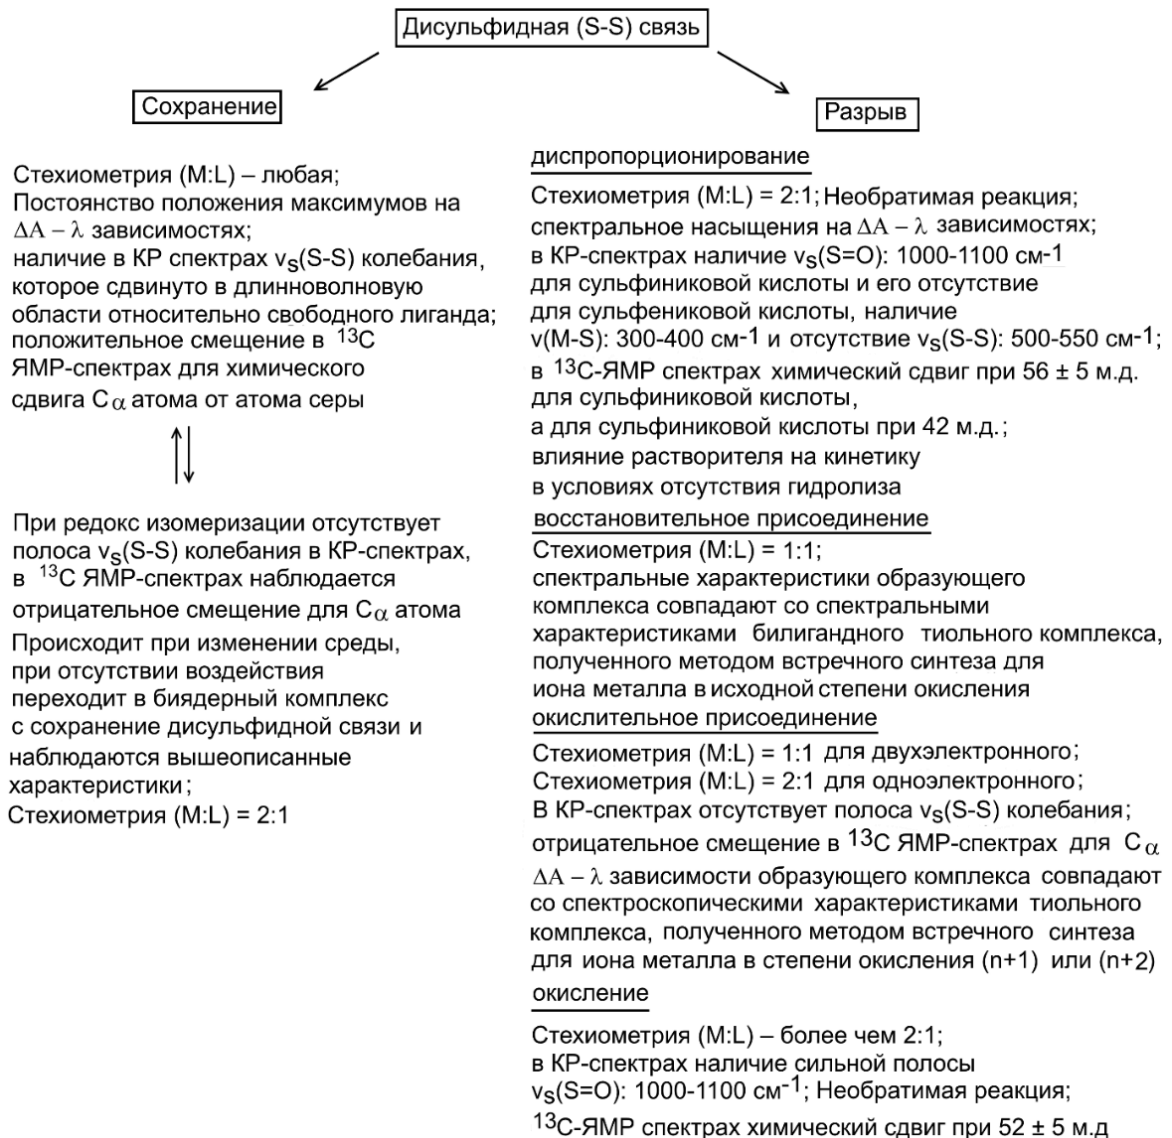 Дисульфидная (S-S) связь
Сохранение
Стехиометрия (M:L) – любая;
Постоянство положения максимумов на
ΔA – λ зависимостях;
наличие в КР спектрах νs(S-S) колебания,
которое сдвинуто в длинноволновую
области относительно свободного лиганда;
положительное смещение в ¹³C
ЯМР-спектрах для химического
сдвига Cα атома от атома серы
При редокс изомеризации отсутствует
полоса νs(S-S) колебания в КР-спектрах,
в ¹³C ЯМР-спектрах наблюдается
отрицательное смещение для Cα атома
Происходит при изменении среды,
при отсутствии воздействия
переходит в биядерный комплекс
с сохранение дисульфидной связи и
наблюдаются вышеописанные
характеристики;
Стехиометрия (M:L) = 2:1
Разрыв
диспропорционирование
Стехиометрия (M:L) = 2:1; Необратимая реакция;
спектральное насыщения на ΔA – λ зависимостях;
в КР-спектрах наличие νs(S=O): 1000-1100 см-1
для сульфиниковой кислоты и его отсутствие
для сульфениковой кислоты, наличие
ν(M-S): 300-400 см-1 и отсутствие νs(S-S): 500-550 см-1;
в ¹³C-ЯМР спектрах химический сдвиг при 56 ± 5 м.д.
для сульфиниковой кислоты,
а для сульфиниковой кислоты при 42 м.д.;
влияние растворителя на кинетику
в условиях отсутствия гидролиза
восстановительное присоединение
Стехиометрия (M:L) = 1:1;
спектральные характеристики образующего
комплекса совпадают со спектральными
характеристиками билигандного тиольного комплекса,
полученного методом встречного синтеза для
иона металла в исходной степени окисления
окислительное присоединение
Стехиометрия (M:L) = 1:1 для двухэлектронного;
Стехиометрия (M:L) = 2:1 для одноэлектронного;
В КР-спектрах отсутствует полоса νs(S-S) колебания;
отрицательное смещение в ¹³C ЯМР-спектрах для Cα
ΔA – λ зависимости образующего комплекса совпадают
со спектроскопическими характеристиками тиольного
комплекса, полученного методом встречного синтеза
для иона металла в степени окисления (n+1) или (n+2)
окисление
Стехиометрия (M:L) – более чем 2:1;
в КР-спектрах наличие сильной полосы
νs(S=O): 1000-1100 см-1; Необратимая реакция;
¹³C-ЯМР спектрах химический сдвиг при 52 ± 5 м.д